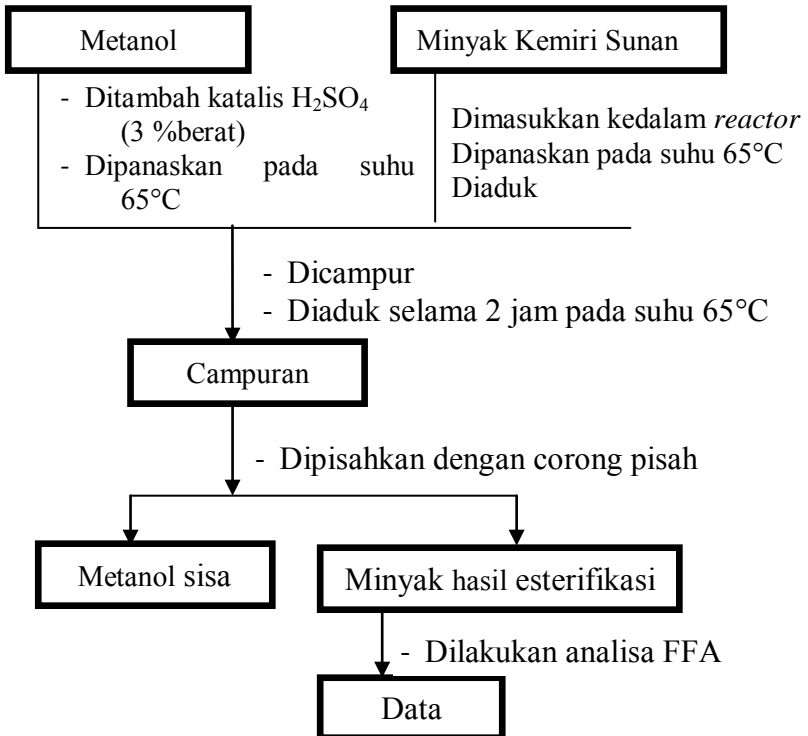 Metanol
Minyak Kemiri Sunan
- Ditambah katalis H₂SO₄
(3 %berat)
- Dipanaskan pada suhu
65°C
Dimasukkan kedalam reactor
Dipanaskan pada suhu 65°C
Diaduk
- Dicampur
- Diaduk selama 2 jam pada suhu 65°C
Campuran
- Dipisahkan dengan corong pisah
Metanol sisa
Minyak hasil esterifikasi
- Dilakukan analisa FFA
Data